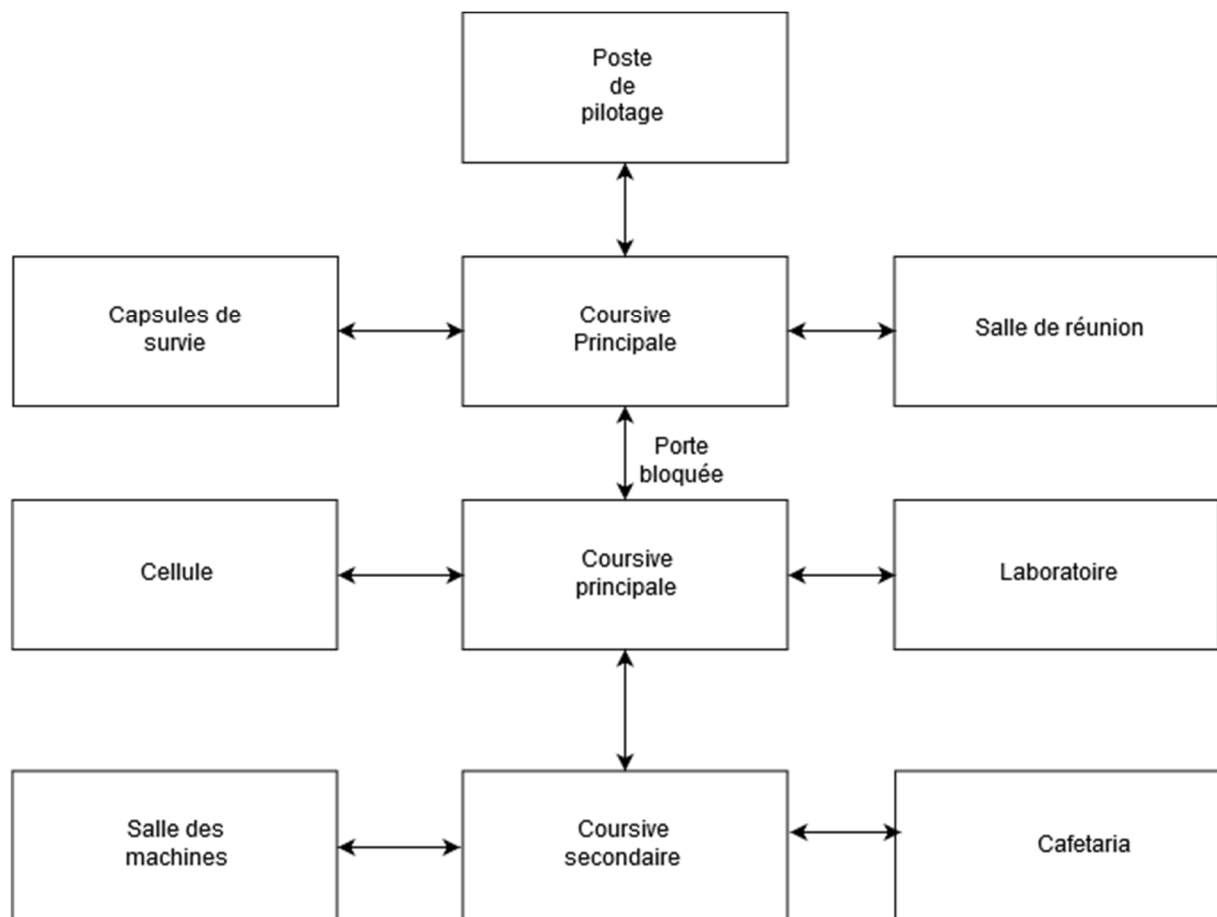 Poste
de
pilotage
Capsules de
survie
Coursive
Principale
Salle de réunion
Porte
bloquée
Cellule
Coursive
principale
Laboratoire
Salle des
machines
Coursive
secondaire
Cafetaria